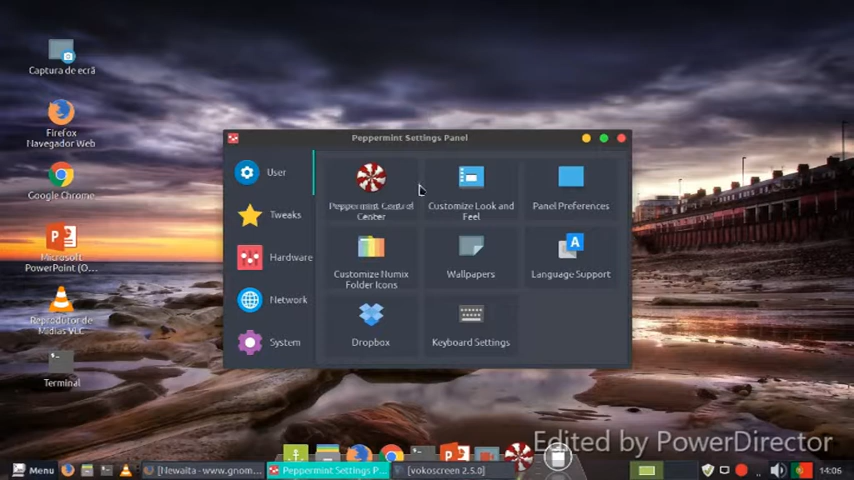 Captura de ecrã
Firefox
Navegador Web
Google Chrome
Microsoft
PowerPoint (O...
Reprodutor de
Mídias VLC
Terminal
Peppermint Settings Panel
User
Tweaks
Hardware
Network
System
Peppermint Control
Center
Customize Look and
Feel
Panel Preferences
Customize Numix
Folder Icons
Wallpapers
Language Support
Dropbox
Keyboard Settings
Edited by PowerDirector
Menu
[Newaita - www.gnom...
Peppermint Settings P...
[vokoscreen 2.5.0]
14:06